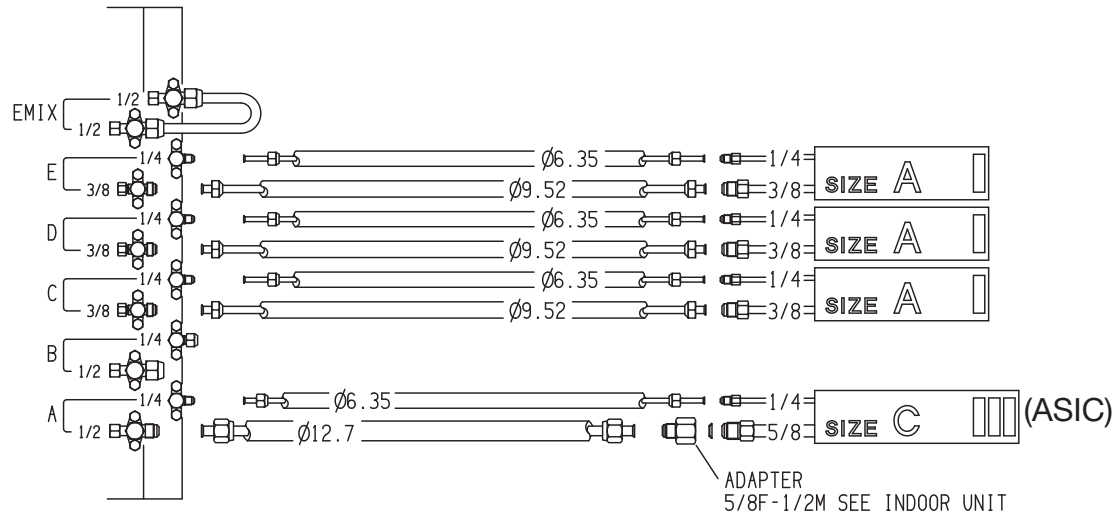 1/2
EMIX
1/2
1/4 Ø6.35 1/4
E
3/8 Ø9.52 3/8 SIZE A
1/4 Ø6.35 1/4
D
3/8 Ø9.52 3/8 SIZE A
1/4 Ø6.35 1/4
C
3/8 Ø9.52 3/8 SIZE A
1/4
B
1/2
1/4 Ø6.35 1/4
A (ASIC)
1/2 Ø12.7 5/8 SIZE C
ADAPTER
5/8F-1/2M SEE INDOOR UNIT